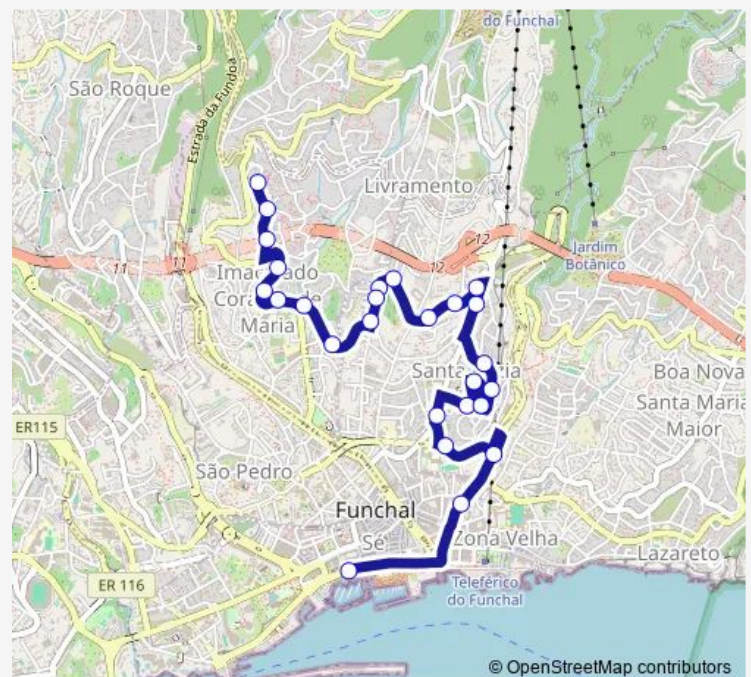 do Funchal
São Roque
Estrada da Fundoa
Livramento
12
12
Jardim
Botânico
11
11
Imaculado
Coração de
Maria
Santa Luzia
Boa Nova
Santa Maria
Maior
ER115
São Pedro
Funchal
Sé
Zona Velha
Lazareto
ER 116
Teleférico
do Funchal
© OpenStreetMap contributors